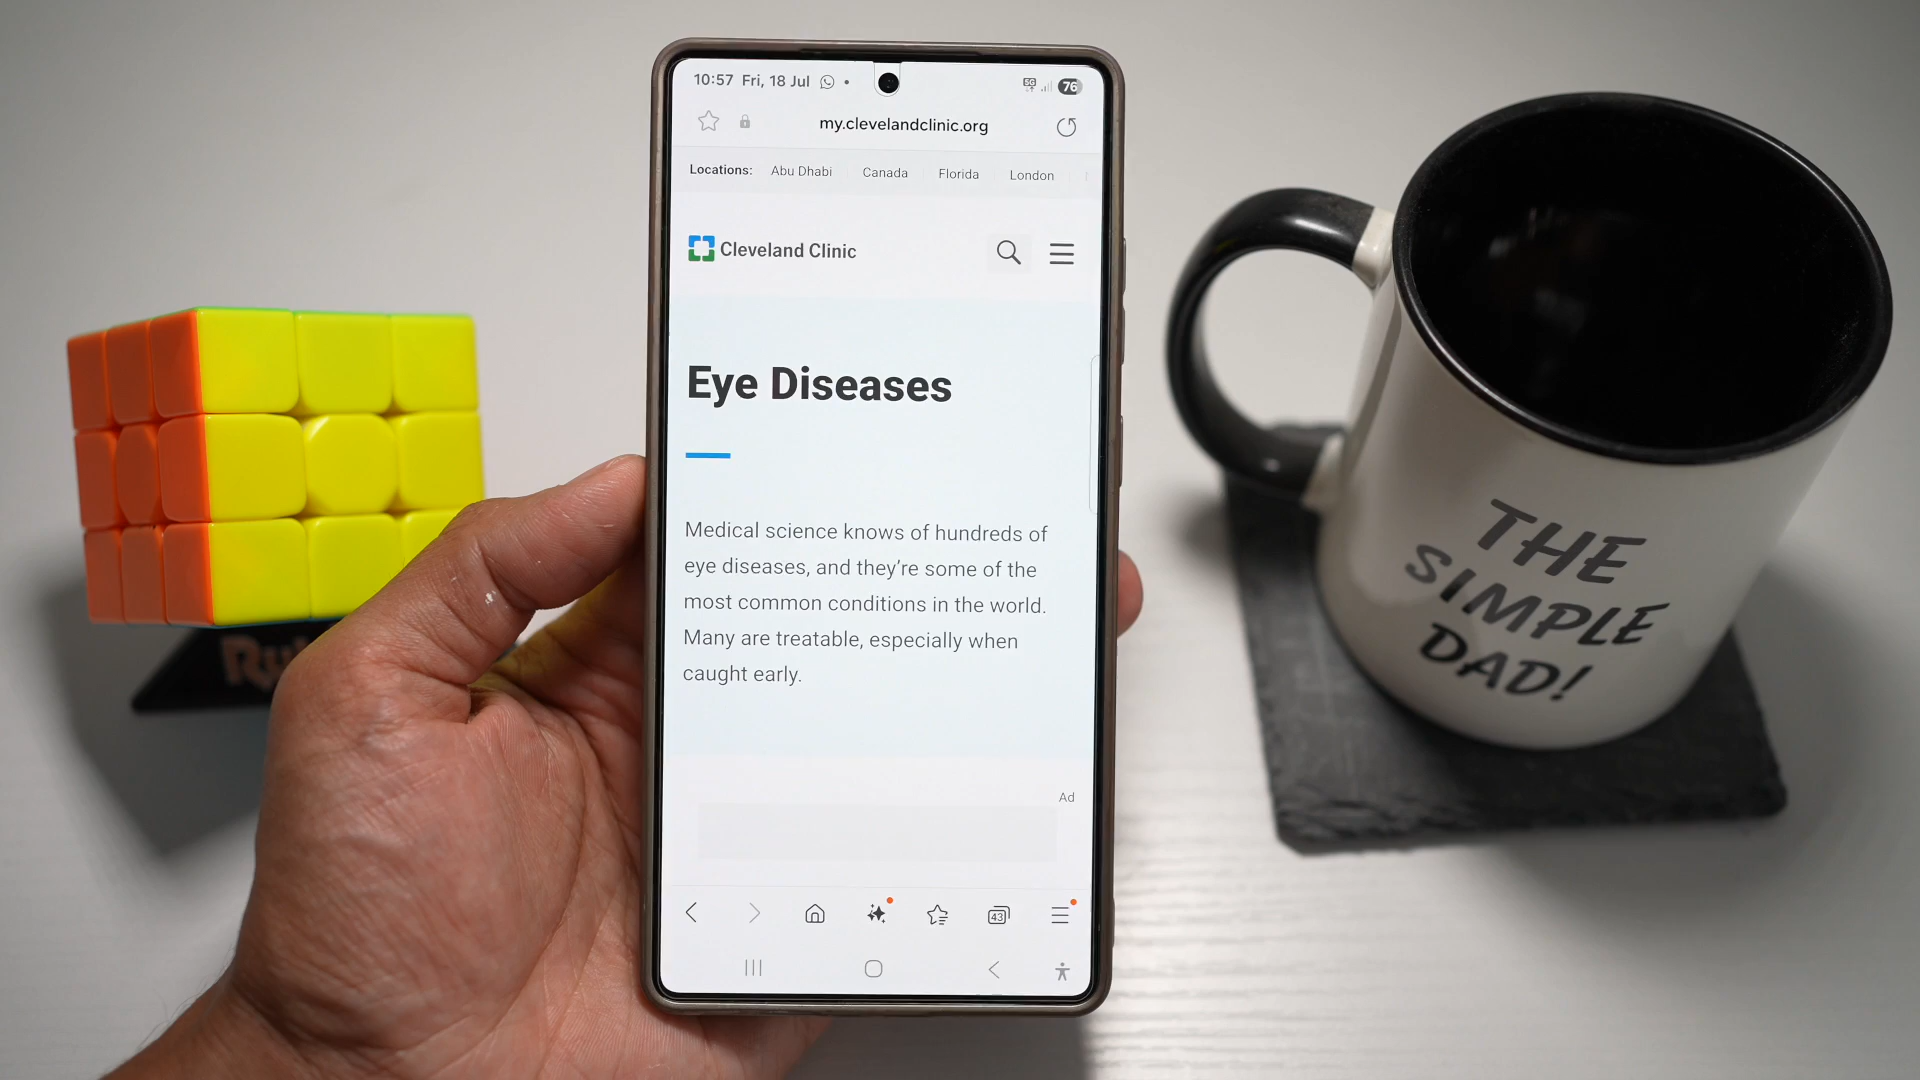 10:57 Fri, 18 Jul
5G
76
my.clevelandclinic.org
Locations: Abu Dhabi Canada Florida London
Cleveland Clinic
Eye Diseases
Medical science knows of hundreds of
eye diseases, and they’re some of the
most common conditions in the world.
Many are treatable, especially when
caught early.
Ad
43
THE
SIMPLE
DAD!